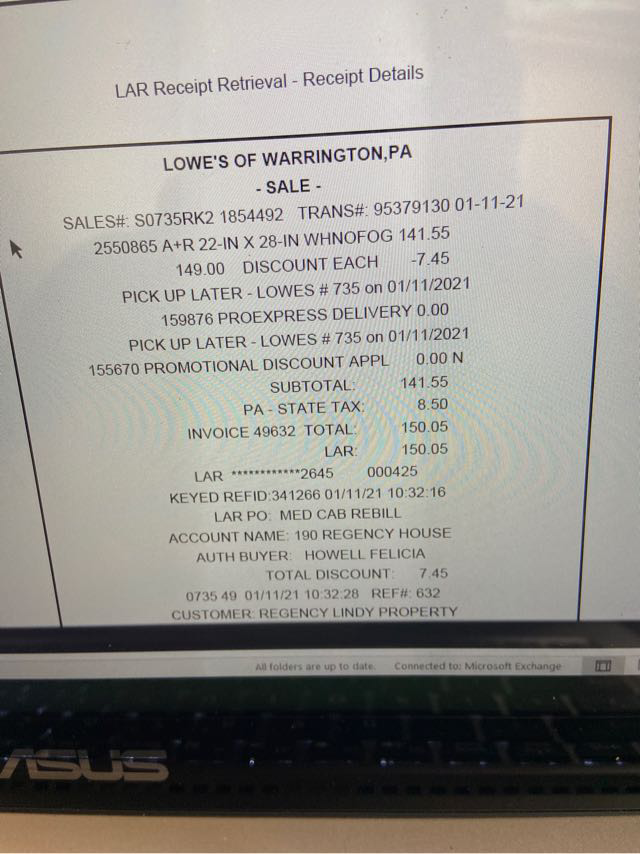 LAR Receipt Retrieval - Receipt Details
LOWE'S OF WARRINGTON,PA
- SALE -
SALES#: S0735RK2 1854492 TRANS#: 95379130 01-11-21
2550865 A+R 22-IN X 28-IN WHNOFOG 141.55
149.00 DISCOUNT EACH -7.45
PICK UP LATER - LOWES # 735 on 01/11/2021
159876 PROEXPRESS DELIVERY 0.00
PICK UP LATER - LOWES # 735 on 01/11/2021
155670 PROMOTIONAL DISCOUNT APPL 0.00 N
SUBTOTAL: 141.55
PA - STATE TAX: 8.50
INVOICE 49632 TOTAL: 150.05
LAR: 150.05
LAR ************2645 000425
KEYED REFID:341266 01/11/21 10:32:16
LAR PO: MED CAB REBILL
ACCOUNT NAME: 190 REGENCY HOUSE
AUTH BUYER: HOWELL FELICIA
TOTAL DISCOUNT: 7.45
0735 49 01/11/21 10:32:28 REF#: 632
CUSTOMER: REGENCY LINDY PROPERTY
All folders are up to date. Connected to: Microsoft Exchange
ASUS